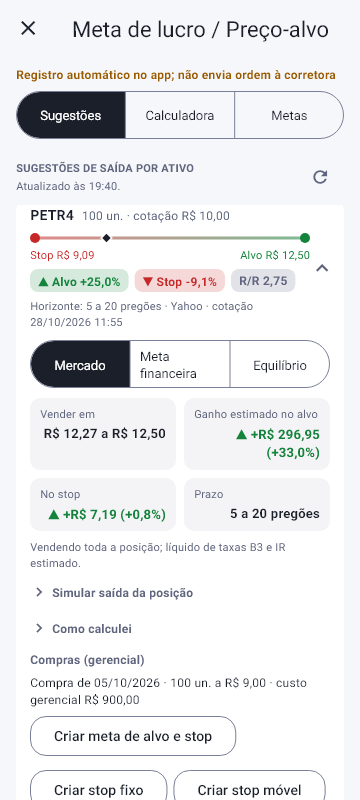 Meta de lucro / Preço-alvo
Registro automático no app; não envia ordem à corretora
Sugestões
Calculadora
Metas
SUGESTÕES DE SAÍDA POR ATIVO
Atualizado às 19:40.
PETR4 100 un. · cotação R$ 10,00
Stop R$ 9,09
Alvo R$ 12,50
▲ Alvo +25,0%
▼ Stop -9,1%
R/R 2,75
Horizonte: 5 a 20 pregões · Yahoo · cotação
28/10/2026 11:55
Mercado
Meta
financeira
Equilíbrio
Vender em
R$ 12,27 a R$ 12,50
Ganho estimado no alvo
▲ +R$ 296,95
(+33,0%)
No stop
▲ +R$ 7,19 (+0,8%)
Prazo
5 a 20 pregões
Vendendo toda a posição; líquido de taxas B3 e IR
estimado.
Simular saída da posição
Como calculei
Compras (gerencial)
Compra de 05/10/2026 · 100 un. a R$ 9,00 · custo
gerencial R$ 900,00
Criar meta de alvo e stop
Criar stop fixo
Criar stop móvel